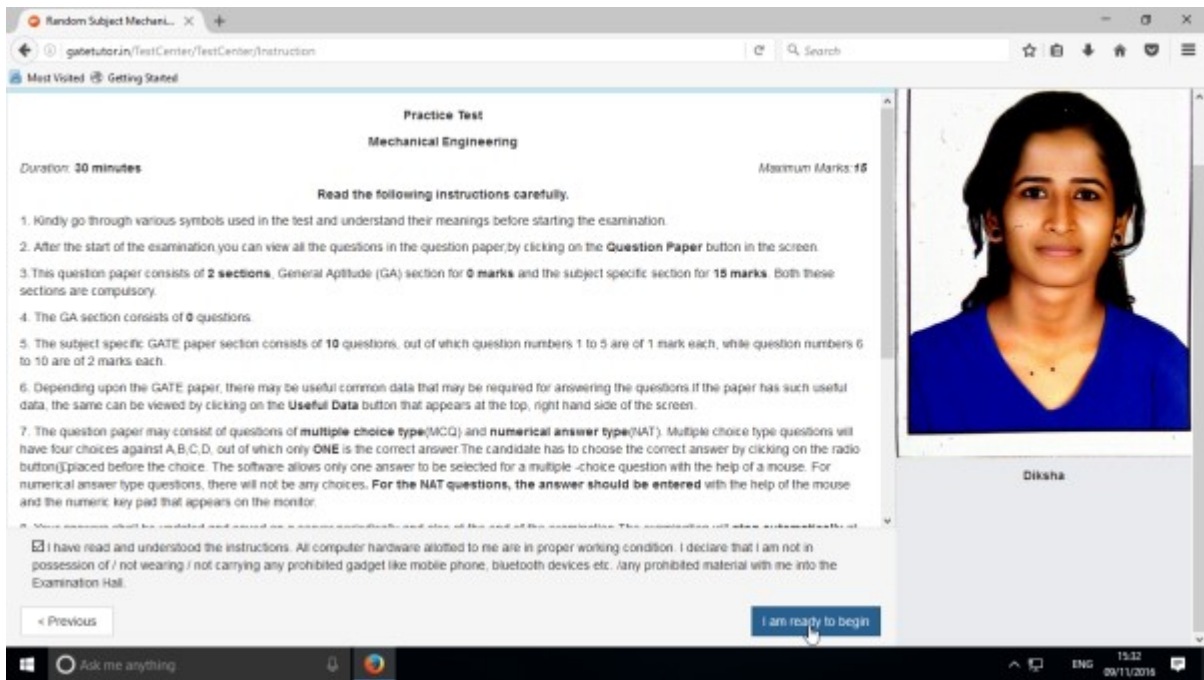 Random Subject Mechani...
gatetutor.in/TestCenter/TestCenter/Instruction
Search
Most Visited
Getting Started
Practice Test
Mechanical Engineering
Duration: 30 minutes
Maximum Marks:15
Read the following instructions carefully.
1. Kindly go through various symbols used in the test and understand their meanings before starting the examination.
2. After the start of the examination,you can view all the questions in the question paper,by clicking on the Question Paper button in the screen.
3.This question paper consists of 2 sections, General Aptitude (GA) section for 0 marks and the subject specific section for 15 marks. Both these
sections are compulsory.
4. The GA section consists of 0 questions.
5. The subject specific GATE paper section consists of 10 questions, out of which question numbers 1 to 5 are of 1 mark each, while question numbers 6
to 10 are of 2 marks each.
6. Depending upon the GATE paper, there may be useful common data that may be required for answering the questions.If the paper has such useful
data, the same can be viewed by clicking on the Useful Data button that appears at the top, right hand side of the screen.
7. The question paper may consist of questions of multiple choice type(MCQ) and numerical answer type(NAT). Multiple choice type questions will
have four choices against A,B,C,D, out of which only ONE is the correct answer.The candidate has to choose the correct answer by clicking on the radio
button placed before the choice. The software allows only one answer to be selected for a multiple -choice question with the help of a mouse. For
numerical answer type questions, there will not be any choices. For the NAT questions, the answer should be entered with the help of the mouse
and the numeric key pad that appears on the monitor.
Diksha
I have read and understood the instructions. All computer hardware allotted to me are in proper working condition. I declare that I am not in
possession of / not wearing / not carrying any prohibited gadget like mobile phone, bluetooth devices etc. /any prohibited material with me into the
Examination Hall.
< Previous
I am ready to begin
Ask me anything
ENG
15:32
09/11/2016